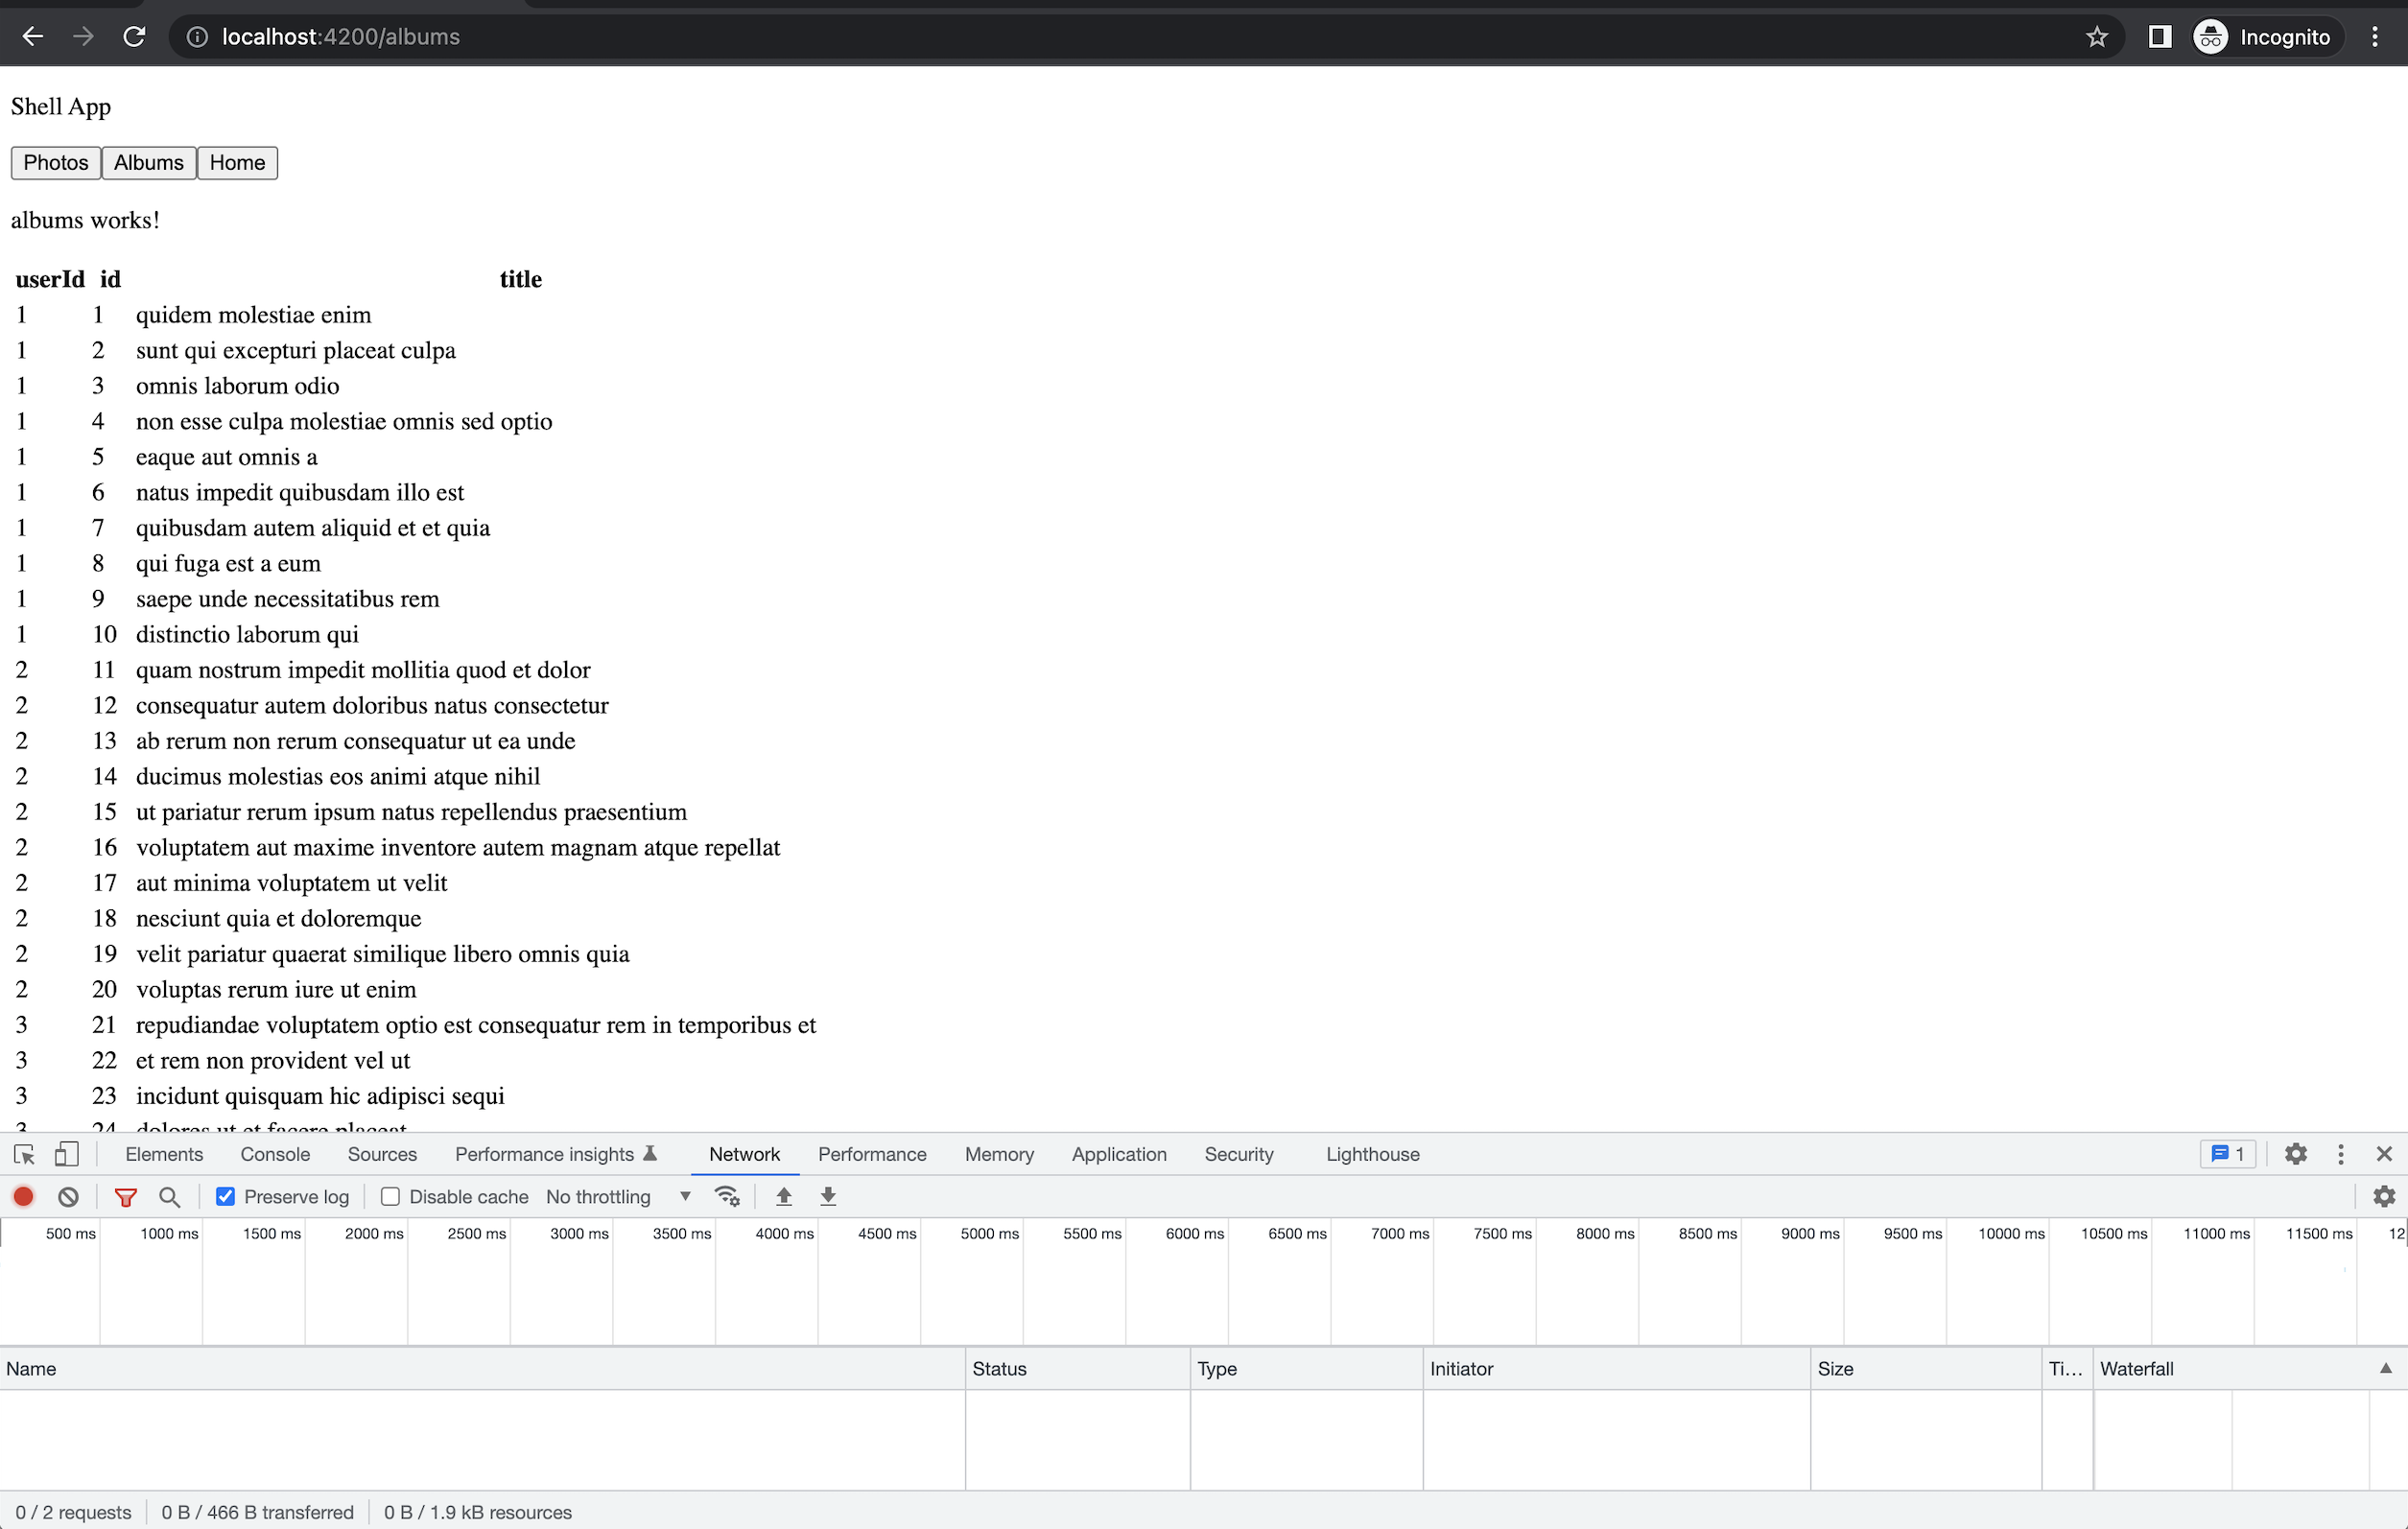 localhost:4200/albums
Incognito
Shell App
Photos Albums Home
albums works!
userId id title
1 1 quidem molestiae enim
1 2 sunt qui excepturi placeat culpa
1 3 omnis laborum odio
1 4 non esse culpa molestiae omnis sed optio
1 5 eaque aut omnis a
1 6 natus impedit quibusdam illo est
1 7 quibusdam autem aliquid et et quia
1 8 qui fuga est a eum
1 9 saepe unde necessitatibus rem
1 10 distinctio laborum qui
2 11 quam nostrum impedit mollitia quod et dolor
2 12 consequatur autem doloribus natus consectetur
2 13 ab rerum non rerum consequatur ut ea unde
2 14 ducimus molestias eos animi atque nihil
2 15 ut pariatur rerum ipsum natus repellendus praesentium
2 16 voluptatem aut maxime inventore autem magnam atque repellat
2 17 aut minima voluptatem ut velit
2 18 nesciunt quia et doloremque
2 19 velit pariatur quaerat similique libero omnis quia
2 20 voluptas rerum iure ut enim
3 21 repudiandae voluptatem optio est consequatur rem in temporibus et
3 22 et rem non provident vel ut
3 23 incidunt quisquam hic adipisci sequi
3 24 dolores ut et facere placeat
Elements Console Sources Performance insights Network Performance Memory Application Security Lighthouse 1
Preserve log Disable cache No throttling
500 ms 1000 ms 1500 ms 2000 ms 2500 ms 3000 ms 3500 ms 4000 ms 4500 ms 5000 ms 5500 ms 6000 ms 6500 ms 7000 ms 7500 ms 8000 ms 8500 ms 9000 ms 9500 ms 10000 ms 10500 ms 11000 ms 11500 ms 12
Name Status Type Initiator Size Ti... Waterfall
0 / 2 requests 0 B / 466 B transferred 0 B / 1.9 kB resources